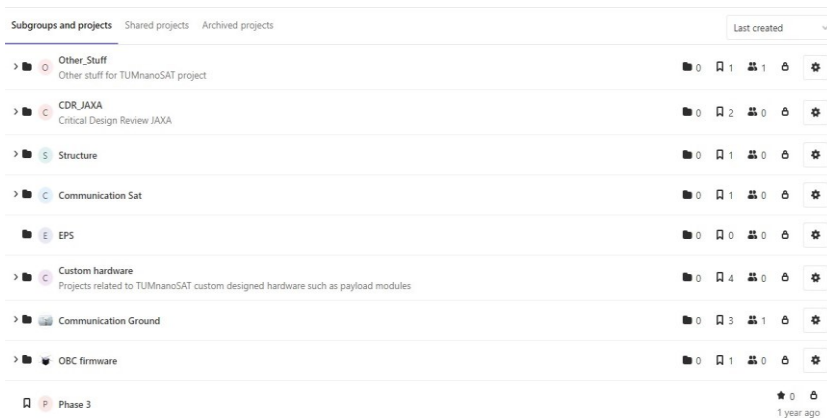 Subgroups and projects Shared projects Archived projects Last created
O Other_Stuff 0 1 1
Other stuff for TUMnanoSAT project
C CDR_JAXA 0 2 0
Critical Design Review JAXA
S Structure 0 1 0
C Communication Sat 0 1 0
E EPS 0 0 0
C Custom hardware 0 4 0
Projects related to TUMnanoSAT custom designed hardware such as payload modules
Communication Ground 0 3 1
OBC firmware 0 1 0
P Phase 3 0
1 year ago